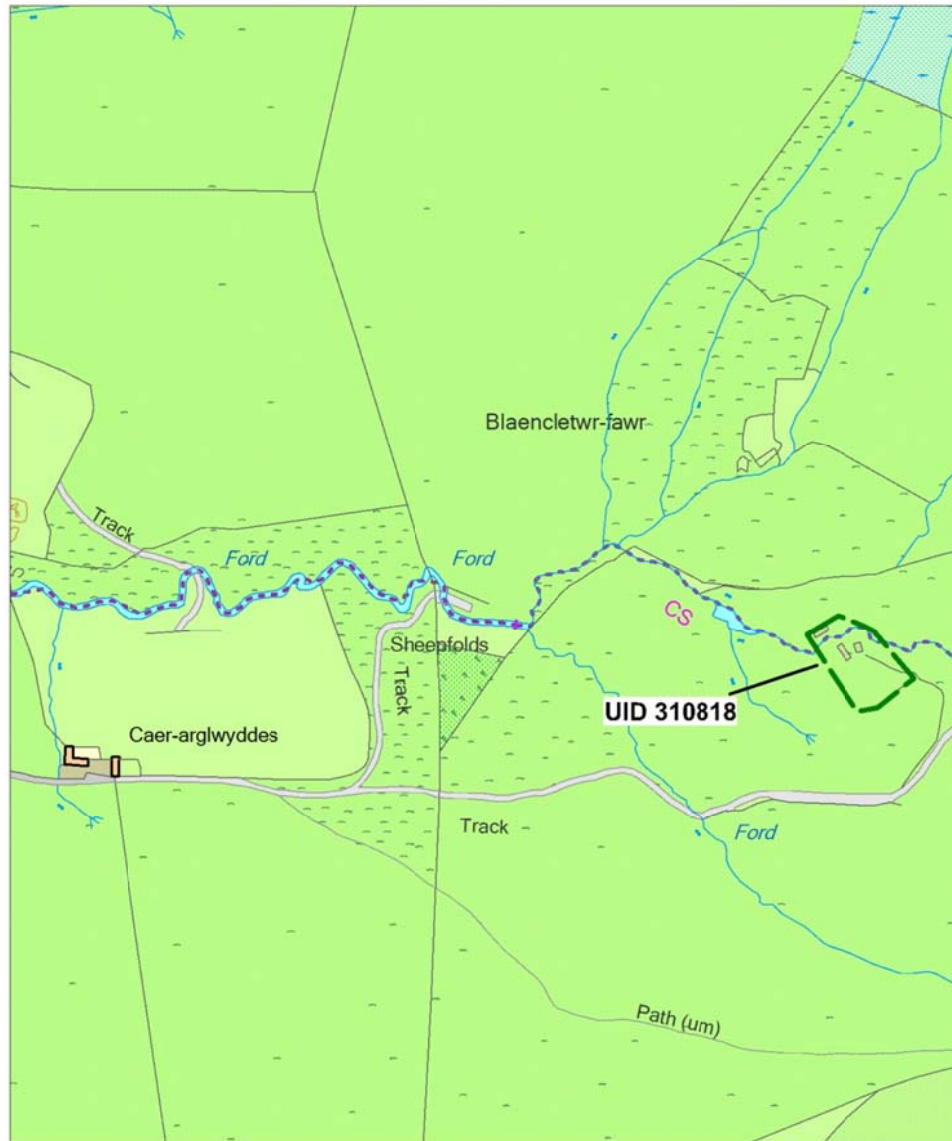 Blaencletwr-fawr
Track
Ford
Ford
CS
Sheepfolds
Track
UID 310818
Caer-arglwyddes
Track
Ford
Path (um)